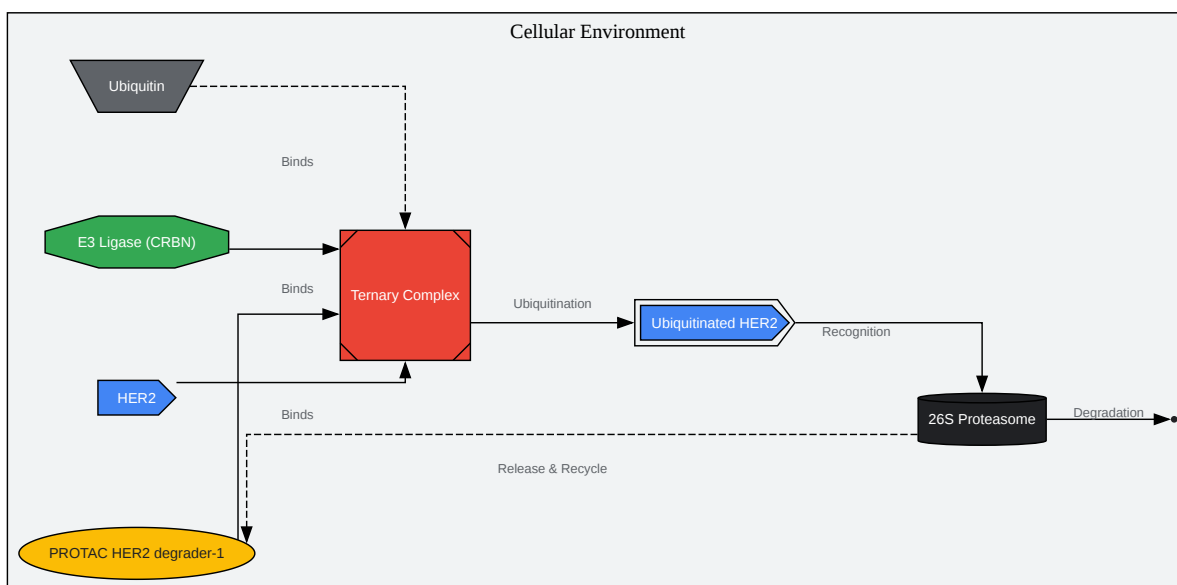 Cellular Environment
Ubiquitin
Binds
E3 Ligase (CRBN)
Binds
Ternary Complex
Ubiquitination
Ubiquitinated HER2
Recognition
HER2
Binds
26S Proteasome
Degradation
Release & Recycle
PROTAC HER2 degrader-1